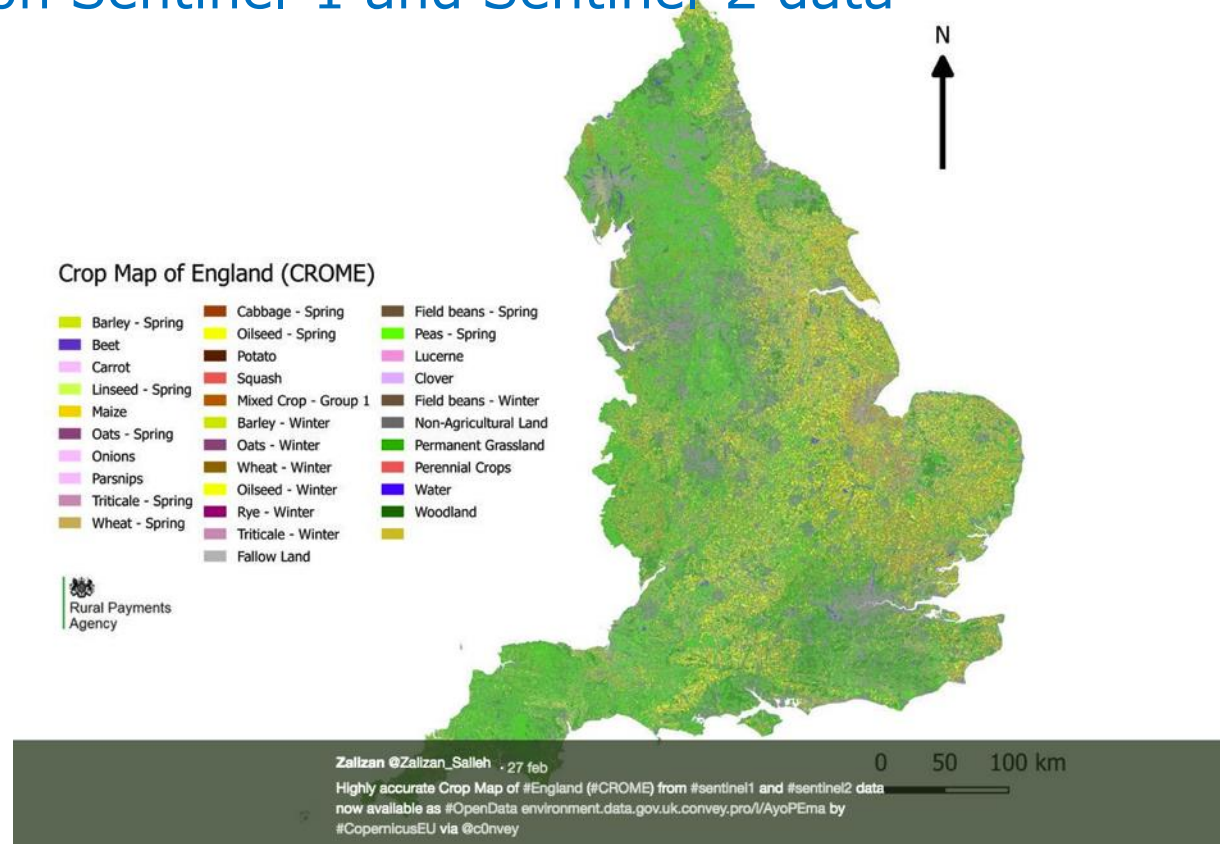 on Sentinel 1 and Sentinel 2 data
N
Crop Map of England (CROME)
Barley - Spring
Beet
Carrot
Linseed - Spring
Maize
Oats - Spring
Onions
Parsnips
Triticale - Spring
Wheat - Spring
Cabbage - Spring
Oilseed - Spring
Potato
Squash
Mixed Crop - Group 1
Barley - Winter
Oats - Winter
Wheat - Winter
Oilseed - Winter
Rye - Winter
Triticale - Winter
Fallow Land
Field beans - Spring
Peas - Spring
Lucerne
Clover
Field beans - Winter
Non-Agricultural Land
Permanent Grassland
Perennial Crops
Water
Woodland
Rural Payments
Agency
0 50 100 km
Zalizan @Zalizan_Salleh . 27 feb
Highly accurate Crop Map of #England (#CROME) from #sentinel1 and #sentinel2 data
now available as #OpenData environment.data.gov.uk.convey.pro/l/AyoPEma by
#CopernicusEU via @c0nvey